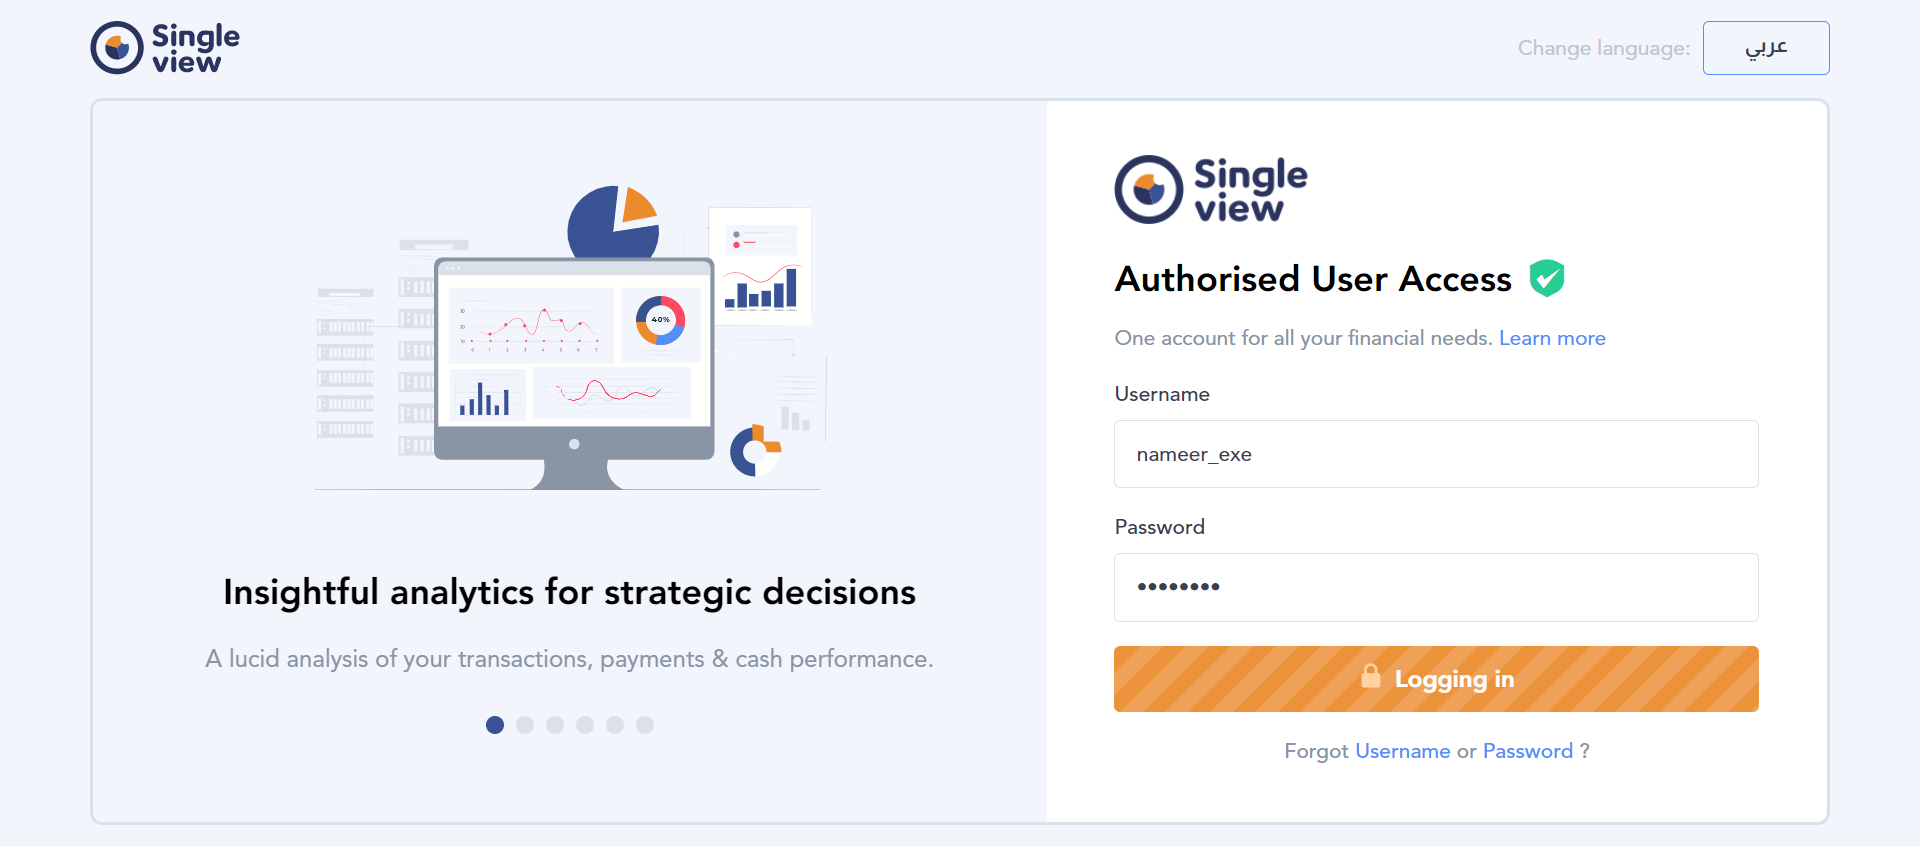 Single
view
Change language:
عربي
40%
Insightful analytics for strategic decisions
A lucid analysis of your transactions, payments & cash performance.
Single
view
Authorised User Access
One account for all your financial needs. Learn more
Username
nameer_exe
Password
••••••••
Logging in
Forgot Username or Password ?